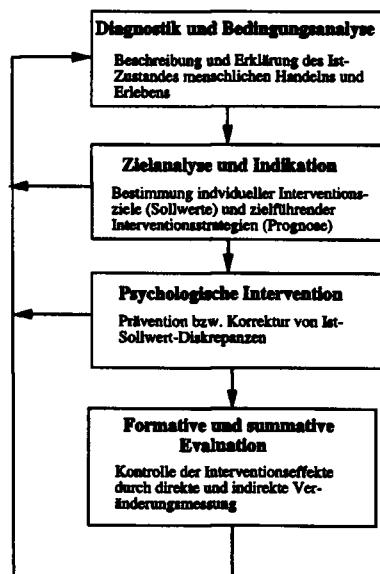 Diagnostik und Bedingungsanalyse
Beschreibung und Erklärung des Ist-
Zustandes menschlichen Handelns und
Erlebens
Zielanalyse und Indikation
Bestimmung indvidueller Interventions-
ziele (Sollwerte) und zielführender
Interventionsstrategien (Prognose)
Psychologische Intervention
Prävention bzw. Korrektur von Ist-
Sollwert-Diskrepanzen
Formative und summative
Evaluation
Kontrolle der Interventionseffekte
durch direkte und indirekte Ver-
änderungsmessung